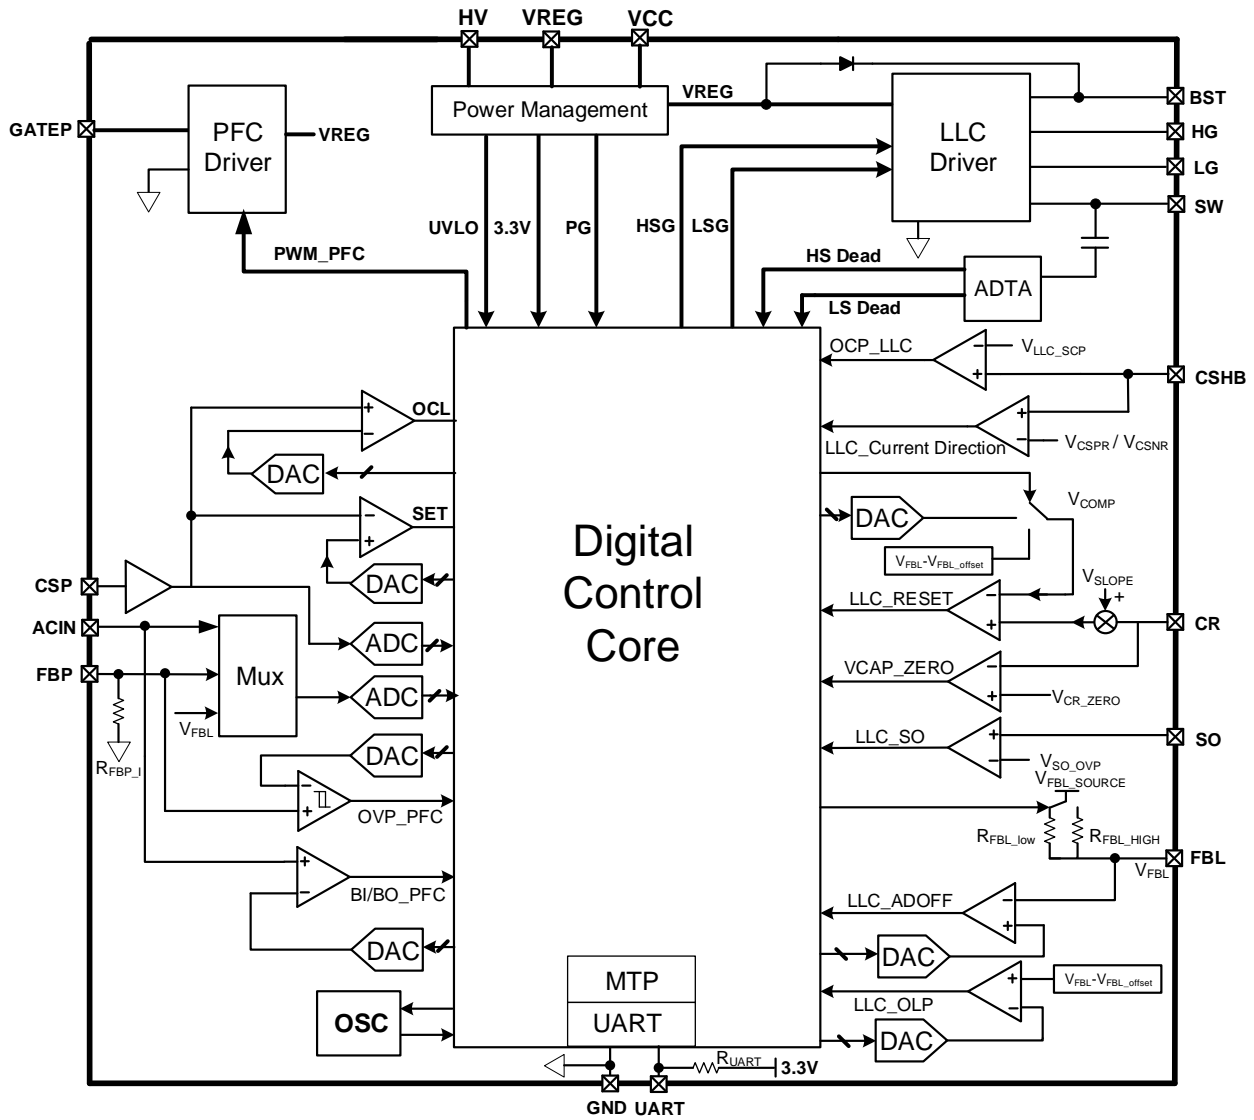 HV VREG VCC
Power Management
VREG
GATEP
PFC
Driver
VREG
LLC
Driver
BST
HG
LG
SW
UVLO
3.3V
PG
HSG
LSG
PWM_PFC
HS Dead
LS Dead
ADTA
OCP_LLC
VLLC_SCP
CSHB
LLC_Current Direction
VCSPR / VCSNR
OCL
DAC
SET
DAC
CSP
ACIN
FBP
Mux
ADC
ADC
VFBL
RFBP_I
DAC
OVP_PFC
BI/BO_PFC
DAC
OSC
Digital
Control
Core
MTP
UART
DAC
VCOMP
VFBL-VFBL_offset
VSLOPE
+
LLC_RESET
CR
VCAP_ZERO
VCR_ZERO
LLC_SO
SO
VSO_OVP
VFBL_SOURCE
RFBL_low
RFBL_HIGH
FBL
VFBL
LLC_ADOFF
DAC
VFBL-VFBL_offset
LLC_OLP
DAC
RUART
3.3V
GND UART